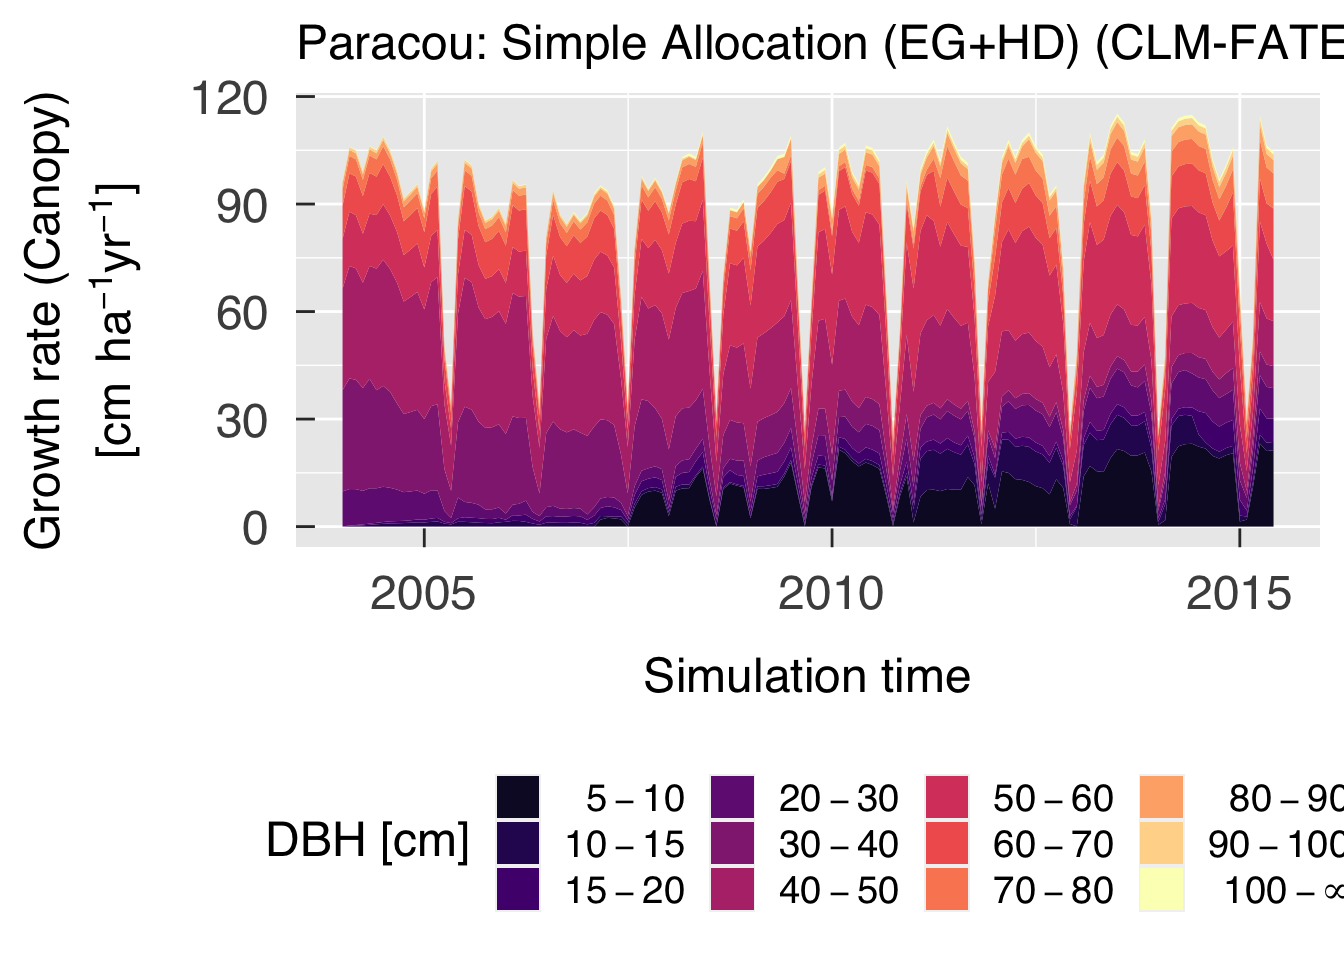 Paracou: Simple Allocation (EG+HD) (CLM-FATE
Growth rate (Canopy)
[cm ha⁻¹yr⁻¹]
120
90
60
30
0
2005 2010 2015
Simulation time
DBH [cm]
5 – 10 20 – 30 50 – 60 80 – 90
10 – 15 30 – 40 60 – 70 90 – 100
15 – 20 40 – 50 70 – 80 100 – ∞